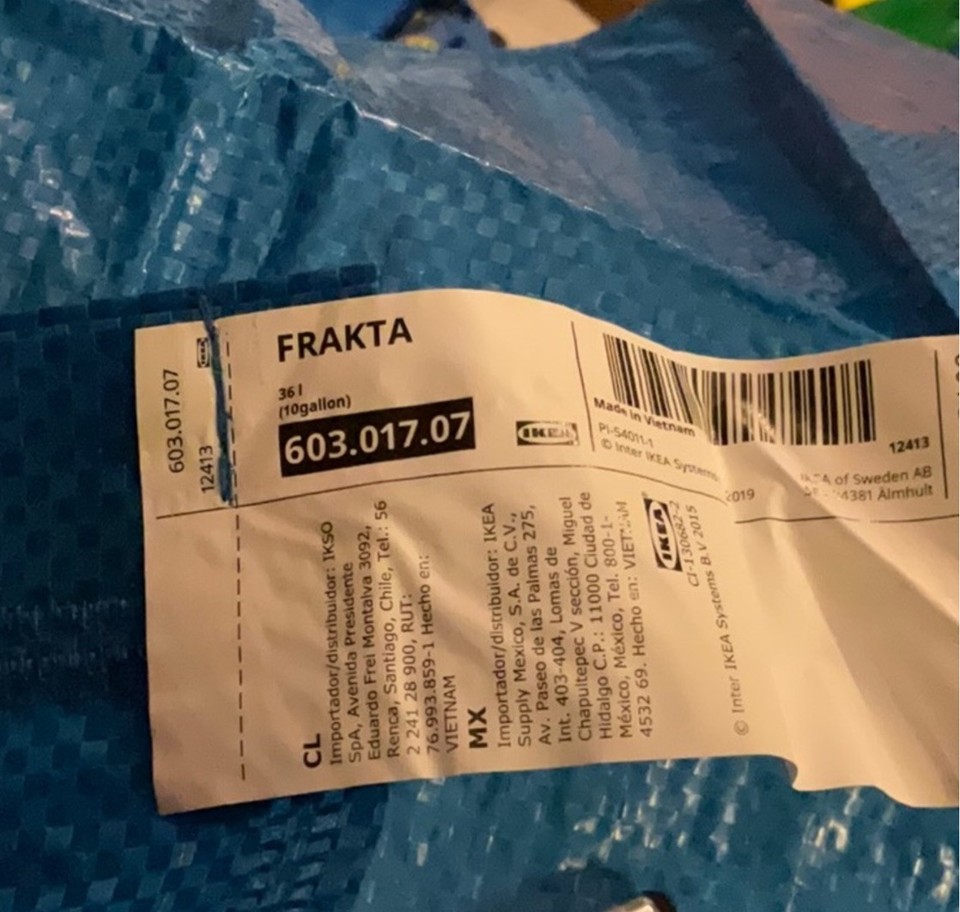 603.017.07
IKEA
12413
FRAKTA
36 l
(10gallon)
603.017.07
IKEA
Made in Vietnam
PI-54011-1
© Inter IKEA Systems
2019
12413
of Sweden AB
4381 Älmhult
CL
Importador/distribuidor: IKSO
SpA, Avenida Presidente
Eduardo Frei Montalva 3092,
Renca, Santiago, Chile, Tel.: 56
2 241 28 900, RUT:
76.993.859-1 Hecho en:
VIETNAM
MX
Importador/distribuidor: IKEA
Supply Mexico, S.A. de C.V.,
Av. Paseo de las Palmas 275,
Int. 403-404, Lomas de
Chapultepec V sección, Miguel
Hidalgo C.P.: 11000 Ciudad de
México, México, Tel. 800-1-
4532 69. Hecho en: VIETNAM
IKEA®
CI-130682-2
© Inter IKEA Systems B.V 2015